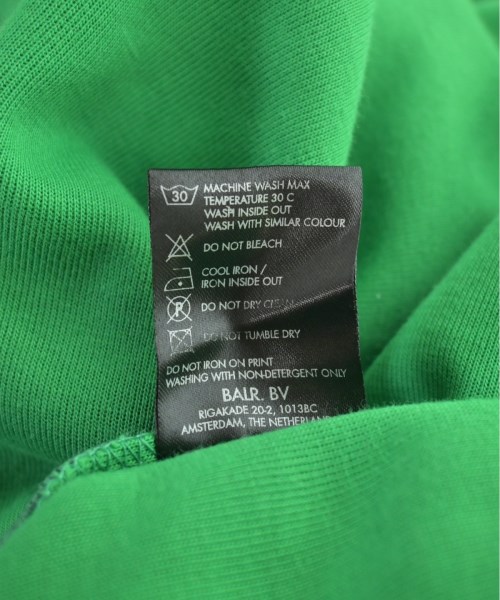 30 MACHINE WASH MAX
TEMPERATURE 30 C
WASH INSIDE OUT
WASH WITH SIMILAR COLOUR
DO NOT BLEACH
COOL IRON /
IRON INSIDE OUT
P DO NOT DRY CLEAN
DO NOT TUMBLE DRY
DO NOT IRON ON PRINT
WASHING WITH NON-DETERGENT ONLY
BALR. BV
RIGAKADE 20-2, 1013BC
AMSTERDAM, THE NETHER